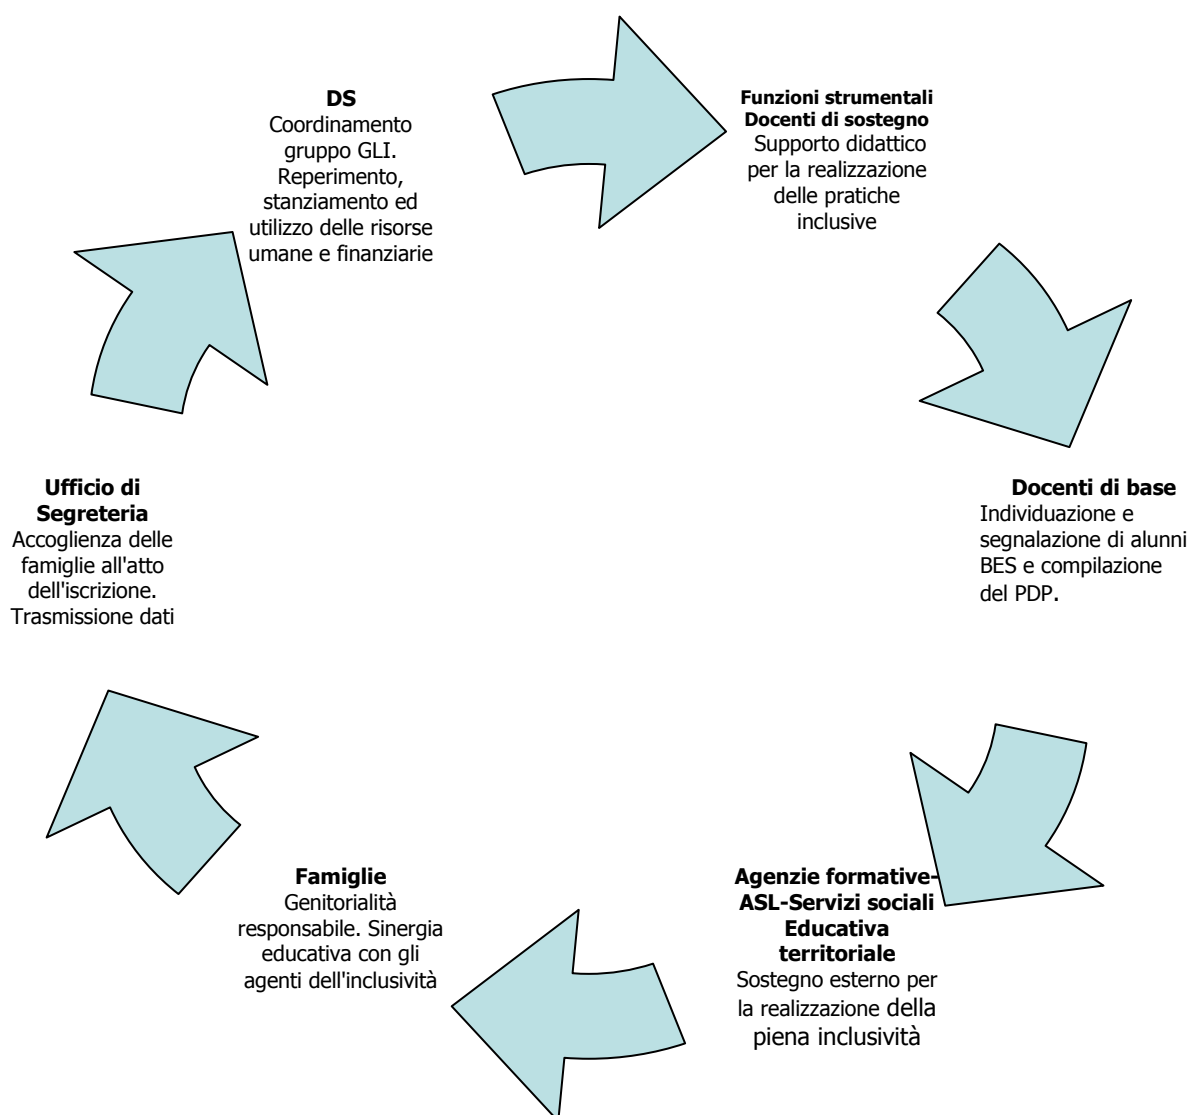 DS
Coordinamento
gruppo GLI.
Reperimento,
stanziamento ed
utilizzo delle risorse
umane e finanziarie
Funzioni strumentali
Docenti di sostegno
Supporto didattico
per la realizzazione
delle pratiche
inclusive
Docenti di base
Individuazione e
segnalazione di alunni
BES e compilazione
del PDP.
Agenzie formative-
ASL-Servizi sociali
Educativa
territoriale
Sostegno esterno per
la realizzazione della
piena inclusività
Famiglie
Genitorialità
responsabile. Sinergia
educativa con gli
agenti dell'inclusività
Ufficio di
Segreteria
Accoglienza delle
famiglie all'atto
dell'iscrizione.
Trasmissione dati